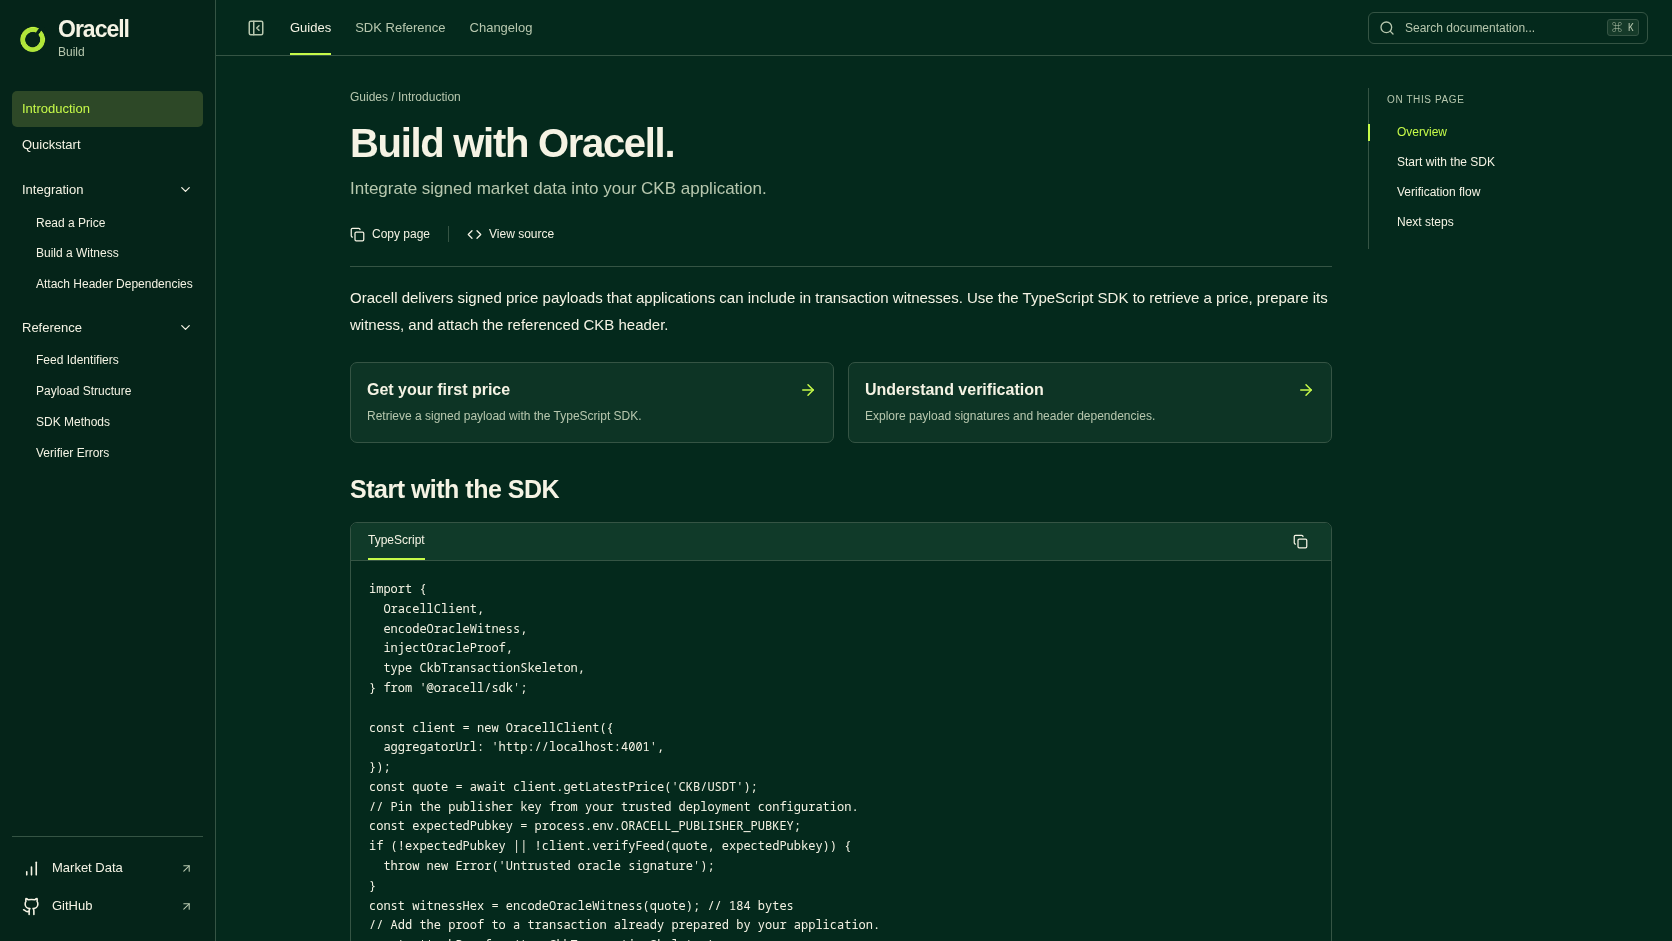 Oracell
Build
Introduction
Quickstart
Integration
Read a Price
Build a Witness
Attach Header Dependencies
Reference
Feed Identifiers
Payload Structure
SDK Methods
Verifier Errors
Market Data
GitHub
Guides
SDK Reference
Changelog
Search documentation...
⌘ K
Guides / Introduction
Build with Oracell.
Integrate signed market data into your CKB application.
Copy page
View source
Oracell delivers signed price payloads that applications can include in transaction witnesses. Use the TypeScript SDK to retrieve a price, prepare its
witness, and attach the referenced CKB header.
Get your first price
Retrieve a signed payload with the TypeScript SDK.
Understand verification
Explore payload signatures and header dependencies.
Start with the SDK
TypeScript
import {
  OracellClient,
  encodeOracleWitness,
  injectOracleProof,
  type CkbTransactionSkeleton,
} from '@oracell/sdk';
const client = new OracellClient({
  aggregatorUrl: 'http://localhost:4001',
});
const quote = await client.getLatestPrice('CKB/USDT');
// Pin the publisher key from your trusted deployment configuration.
const expectedPubkey = process.env.ORACELL_PUBLISHER_PUBKEY;
if (!expectedPubkey || !client.verifyFeed(quote, expectedPubkey)) {
  throw new Error('Untrusted oracle signature');
}
const witnessHex = encodeOracleWitness(quote); // 184 bytes
// Add the proof to a transaction already prepared by your application.
ON THIS PAGE
Overview
Start with the SDK
Verification flow
Next steps